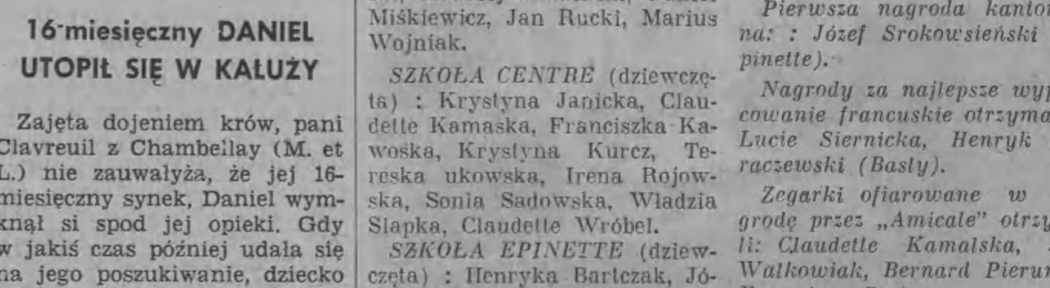 16-miesięczny DANIEL
UTOPIŁ SIĘ W KAŁUŻY
Zajęta dojeniem krów, pani
Clavreuil z Chambellay (M. et
L.) nie zauwałyża, że jej 16-
miesięczny synek, Daniel wym-
knął si spod jej opieki. Gdy
w jakiś czas później udała się
na jego poszukiwanie, dziecko
Miśkiewicz, Jan Rucki, Marius
Wojniak.
SZKOŁA CENTRE (dziewczę-
ta) : Krystyna Janicka, Clau-
dette Kamaska, Franciszka Ka-
wośka, Krystyna Kurcz, Te-
reska ukowska, Irena Rojow-
ska, Sonia Sadowska, Władzia
Slapka, Claudette Wróbel.
SZKOŁA EPINETTE (dziew-
częta) : Henryka Bartczak, Jó-
Pierwsza nagroda kanto
na: : Józef Srokowsieński
pinette).
Nagrody za najlepsze wyp
cowanie francuskie otrzyma
Lucie Siernicka, Henryk
raczewski (Basly).
Zegarki ofiarowane w
grodę przez „Amicale” otrzy
li: Claudette Kamalska,
Walkowiak, Bernard Pierun